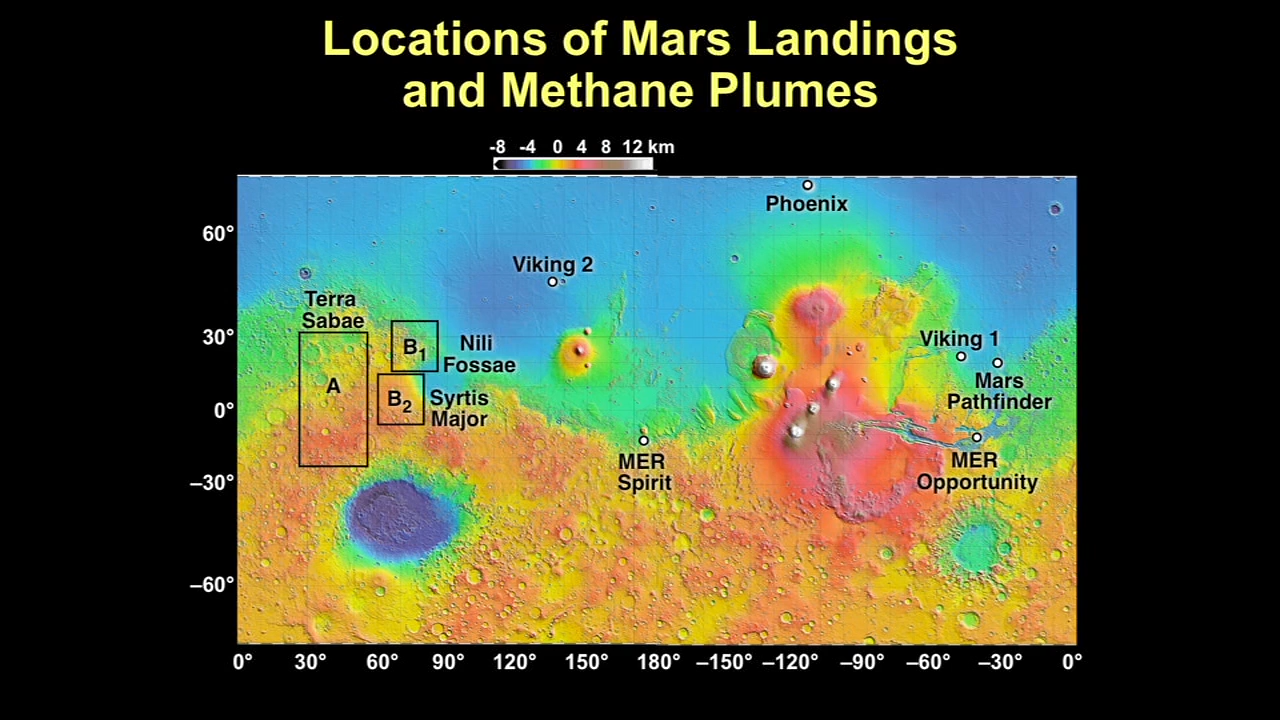 Locations of Mars Landings
and Methane Plumes
-8 -4 0 4 8 12 km
Phoenix
60°
Viking 2
Terra
Sabae
30°
B1
Nili
Fossae
Viking 1
A
Mars
Pathfinder
B2
Syrtis
Major
0°
MER
Spirit
MER
Opportunity
–30°
–60°
0° 30° 60° 90° 120° 150° 180° –150° –120° –90° –60° –30° 0°